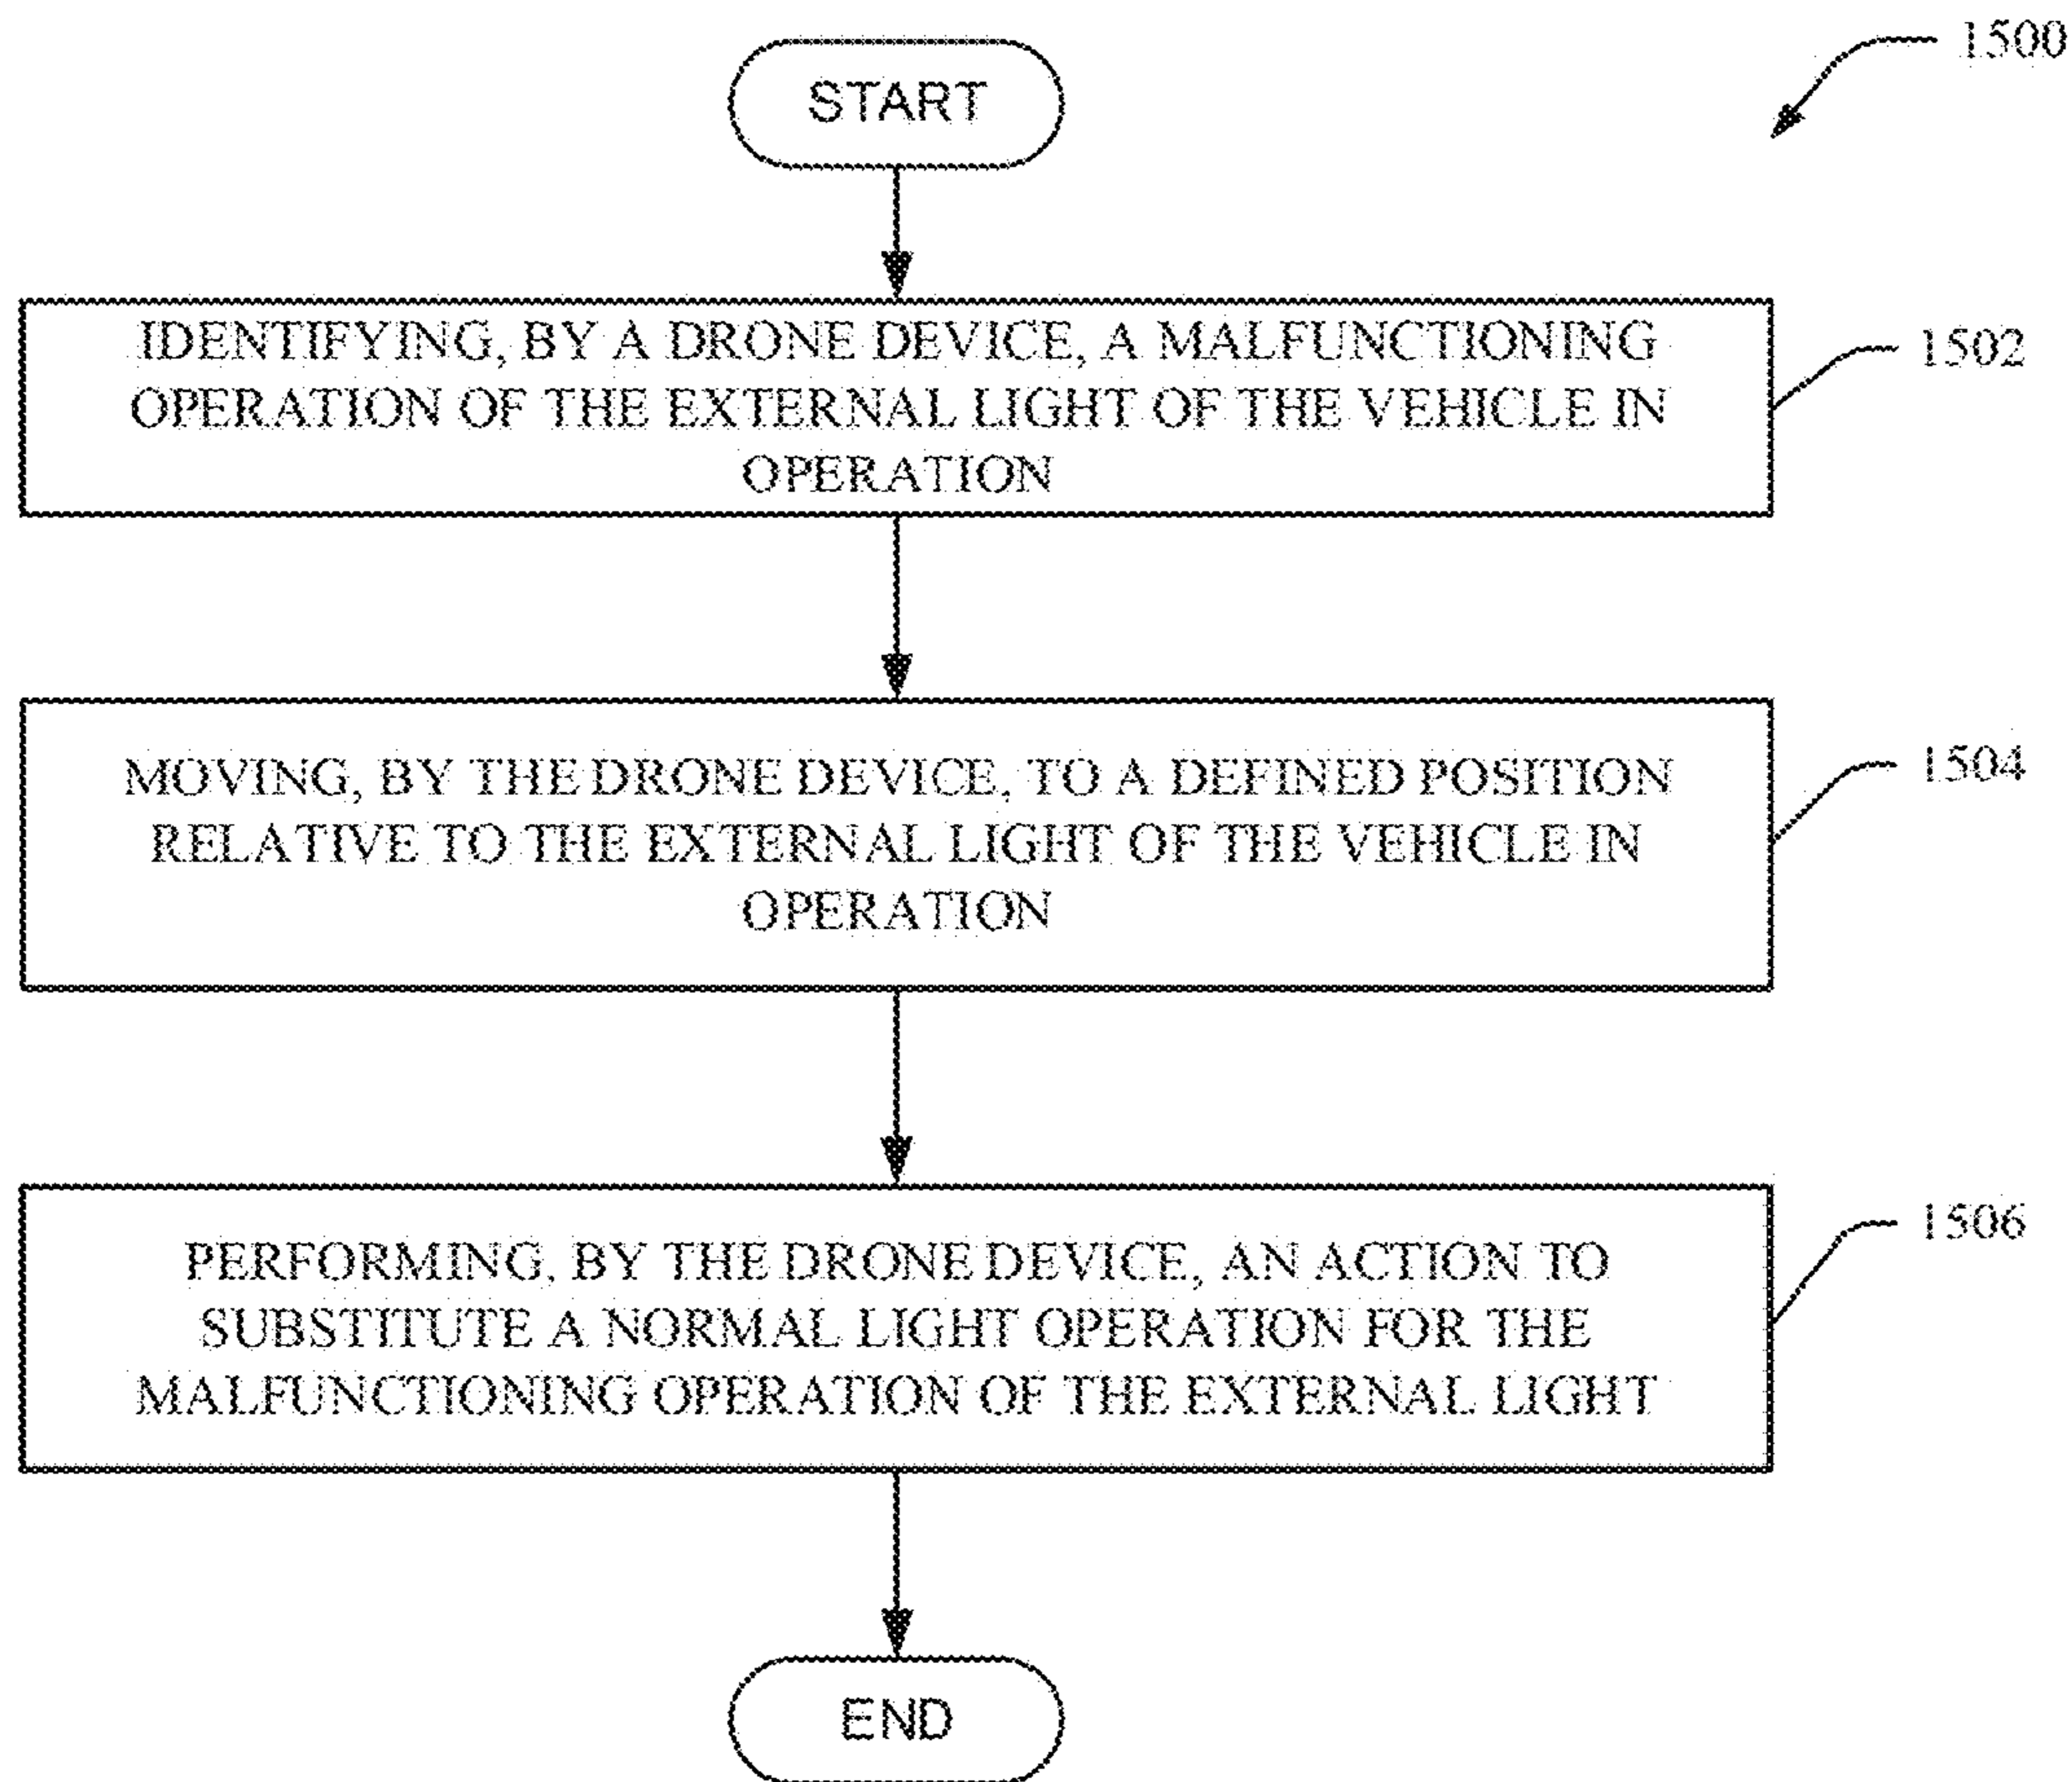 1500
START
IDENTIFYING, BY A DRONE DEVICE, A MALFUNCTIONING
OPERATION OF THE EXTERNAL LIGHT OF THE VEHICLE IN
OPERATION
1502
MOVING, BY THE DRONE DEVICE, TO A DEFINED POSITION
RELATIVE TO THE EXTERNAL LIGHT OF THE VEHICLE IN
OPERATION
1504
PERFORMING, BY THE DRONE DEVICE, AN ACTION TO
SUBSTITUTE A NORMAL LIGHT OPERATION FOR THE
MALFUNCTIONING OPERATION OF THE EXTERNAL LIGHT
1506
END